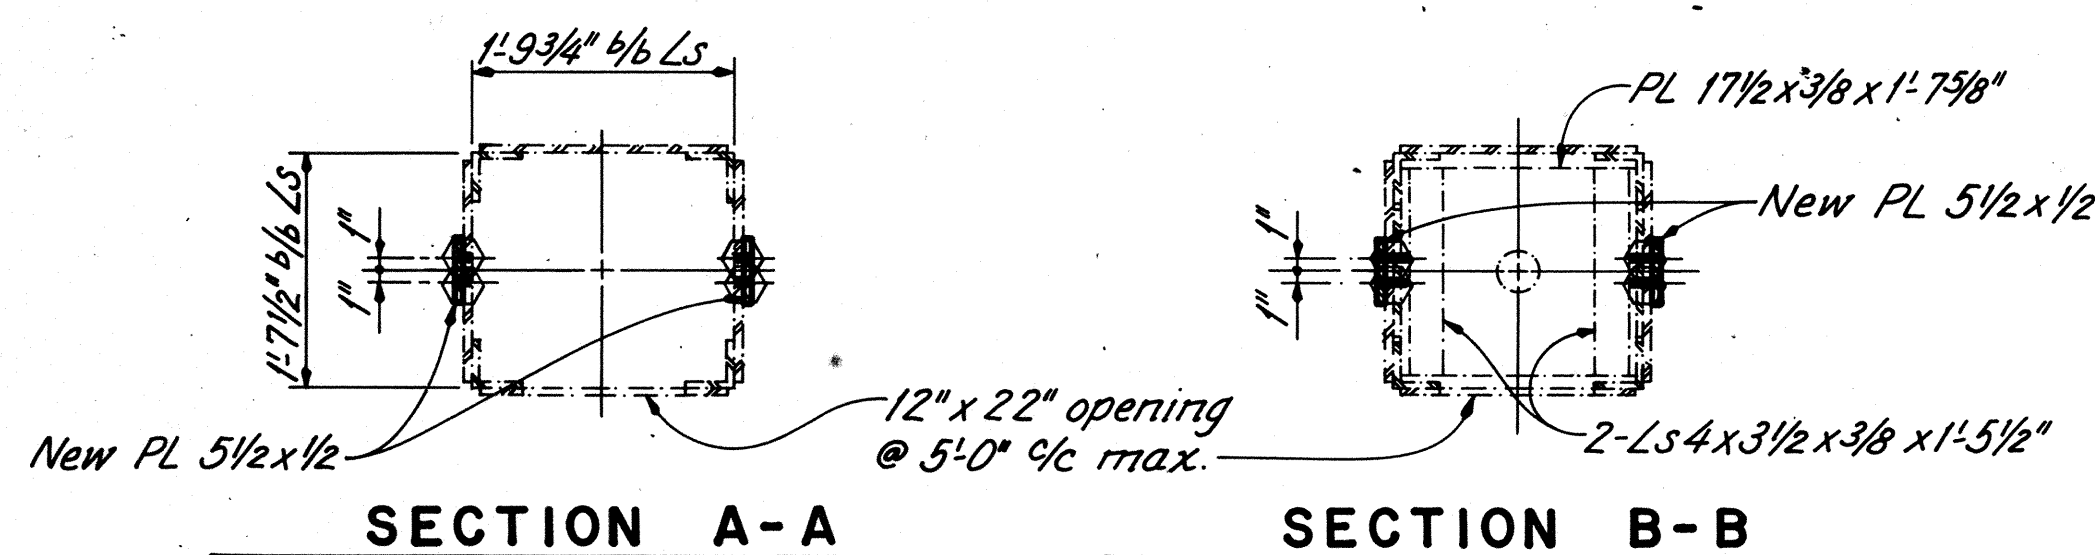 1'-9 3/4" b/b Ls
1'-7 1/2" b/b Ls
1"
1"
New PL 5 1/2 x 1/2
12" x 22" opening
@ 5'-0" c/c max.
SECTION A-A
PL 17 1/2 x 3/8 x 1'-7 5/8"
New PL 5 1/2 x 1/2
1"
1"
2-Ls 4 x 3 1/2 x 3/8 x 1'-5 1/2"
SECTION B-B